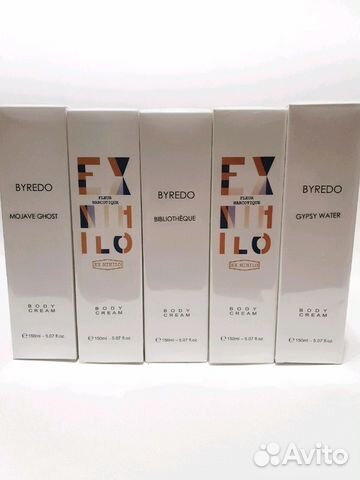 BYREDO
MOJAVE GHOST
BODY
CREAM
℮ 150ml - 5.07 fl.oz.
EX
FLEUR
NARCOTIQUE
NIH
ILO
EX NIHILO
BODY
CREAM
℮ 150ml - 5.07 fl.oz.
BYREDO
BIBLIOTHÈQUE
BODY
CREAM
℮ 150ml - 5.07 fl.oz.
EX
FLEUR
NARCOTIQUE
NIH
ILO
EX NIHILO
BODY
CREAM
℮ 150ml - 5.07 fl.oz.
BYREDO
GYPSY WATER
BODY
CREAM
℮ 150ml - 5.07 fl.oz.
Avito